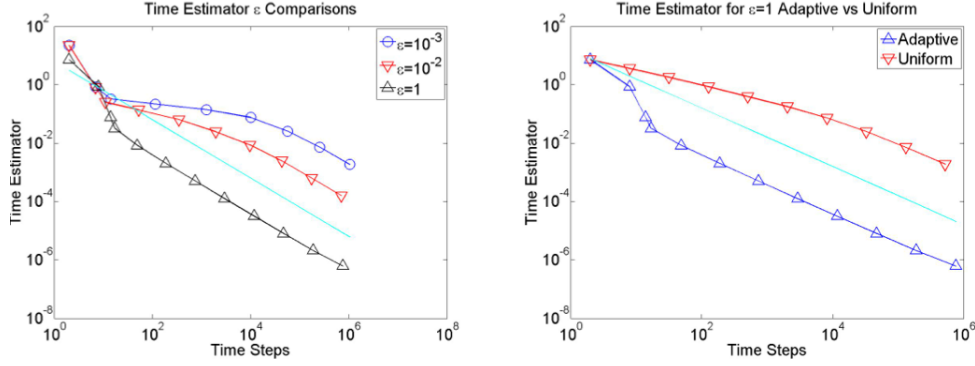 Time Estimator ε Comparisons
10^2
10^0
10^-2
10^-4
10^-6
10^-8
Time Estimator
10^0
10^2
10^4
10^6
10^8
Time Steps
ε=10^-3
ε=10^-2
ε=1
Time Estimator for ε=1 Adaptive vs Uniform
10^2
10^0
10^-2
10^-4
10^-6
10^-8
Time Estimator
10^0
10^2
10^4
10^6
Time Steps
Adaptive
Uniform